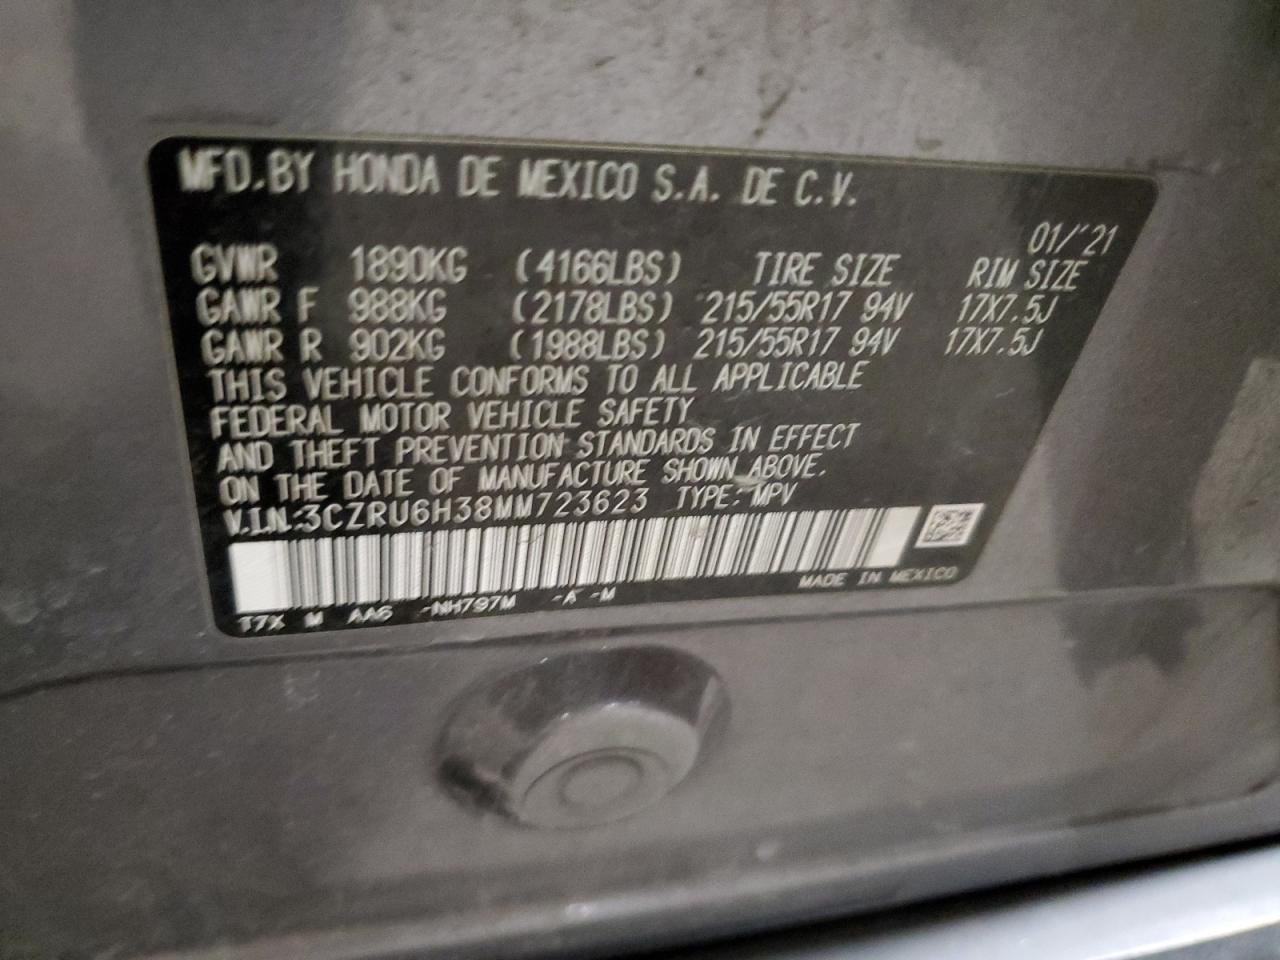 MFD.BY HONDA DE MEXICO S.A. DE C.V.
01/'21
GVWR 1890KG (4166LBS) TIRE SIZE RIM SIZE
GAWR F 988KG (2178LBS) 215/55R17 94V 17X7.5J
GAWR R 902KG (1988LBS) 215/55R17 94V 17X7.5J
THIS VEHICLE CONFORMS TO ALL APPLICABLE
FEDERAL MOTOR VEHICLE SAFETY
AND THEFT PREVENTION STANDARDS IN EFFECT
ON THE DATE OF MANUFACTURE SHOWN ABOVE.
V.I.N.:3CZRU6H38MM723623 TYPE: MPV
MADE IN MEXICO
T7X M AA6 -NH797M -A -M